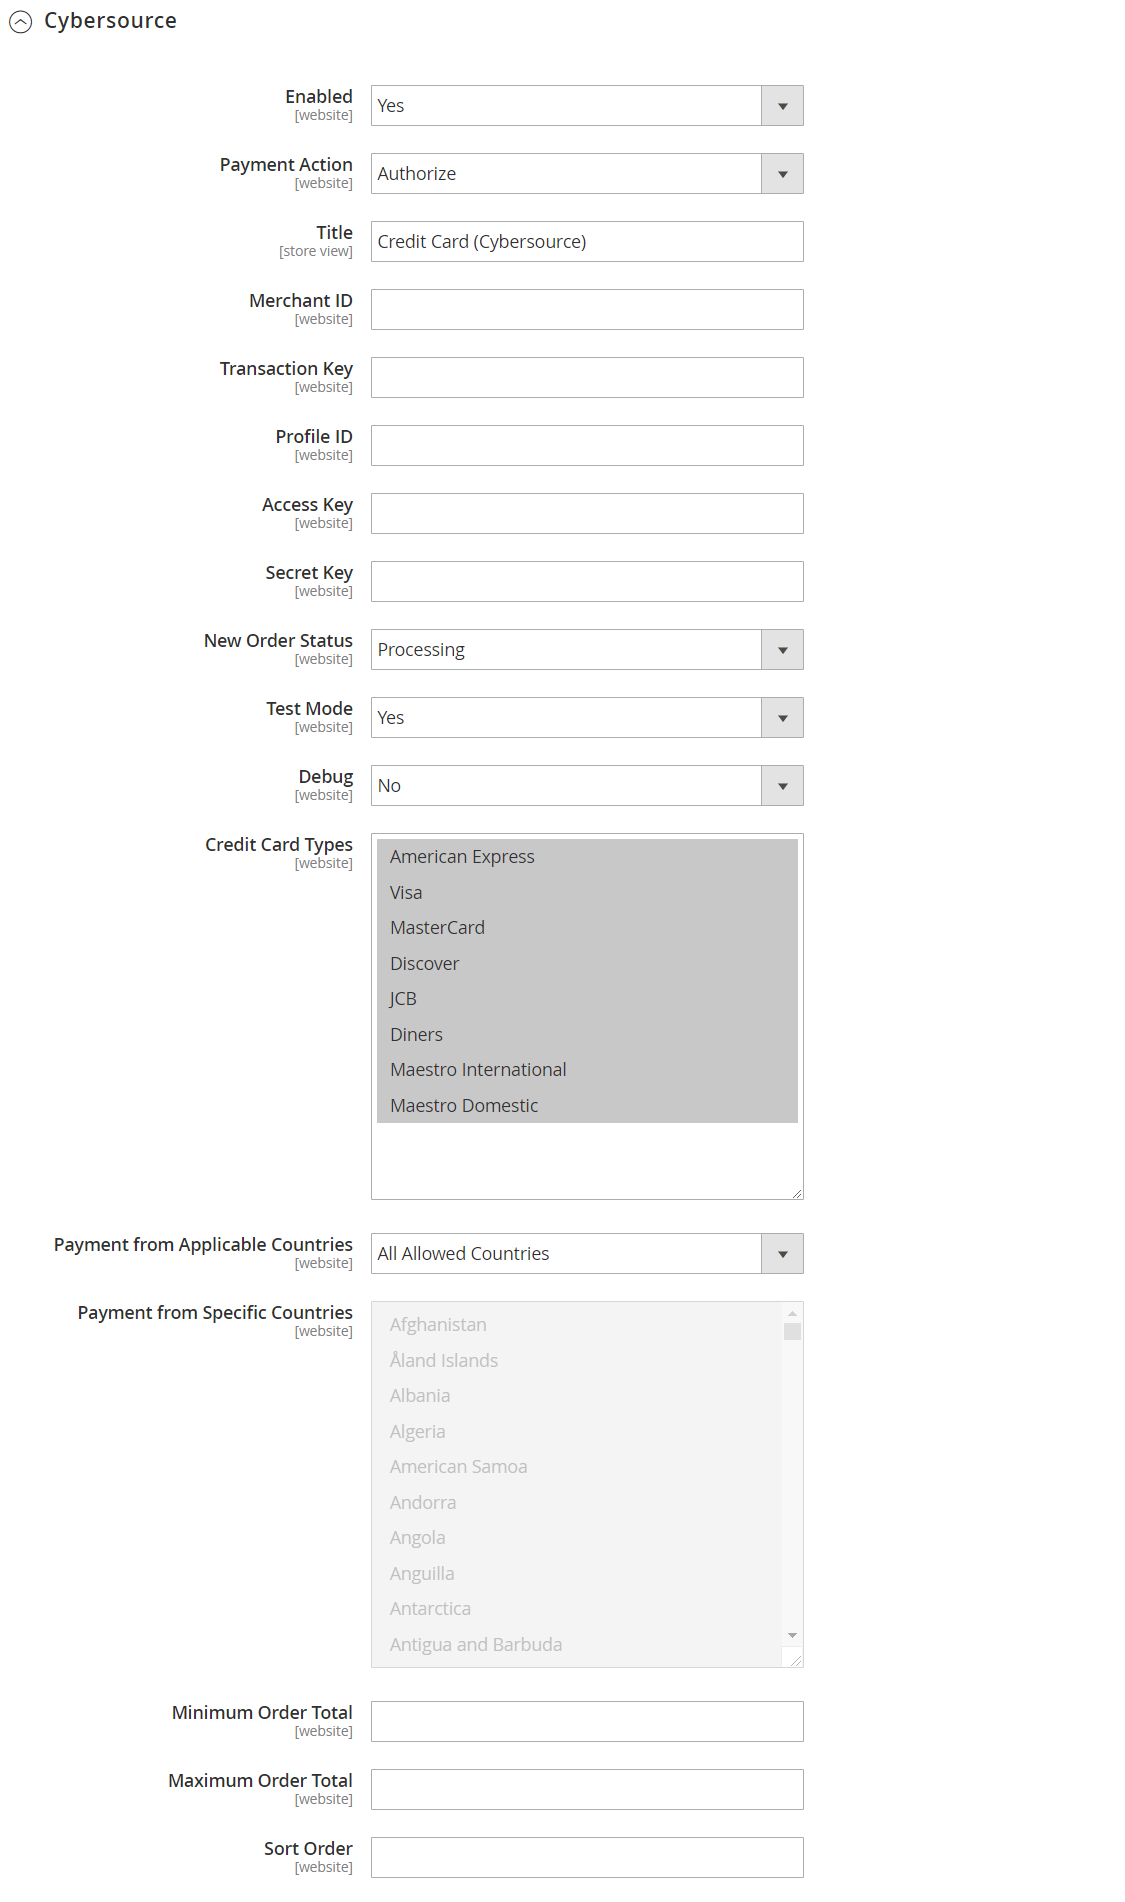 Cybersource
Enabled
[website]
Yes
Payment Action
[website]
Authorize
Title
[store view]
Credit Card (Cybersource)
Merchant ID
[website]
Transaction Key
[website]
Profile ID
[website]
Access Key
[website]
Secret Key
[website]
New Order Status
[website]
Processing
Test Mode
[website]
Yes
Debug
[website]
No
Credit Card Types
[website]
American Express
Visa
MasterCard
Discover
JCB
Diners
Maestro International
Maestro Domestic
Payment from Applicable Countries
[website]
All Allowed Countries
Payment from Specific Countries
[website]
Afghanistan
Åland Islands
Albania
Algeria
American Samoa
Andorra
Angola
Anguilla
Antarctica
Antigua and Barbuda
Minimum Order Total
[website]
Maximum Order Total
[website]
Sort Order
[website]